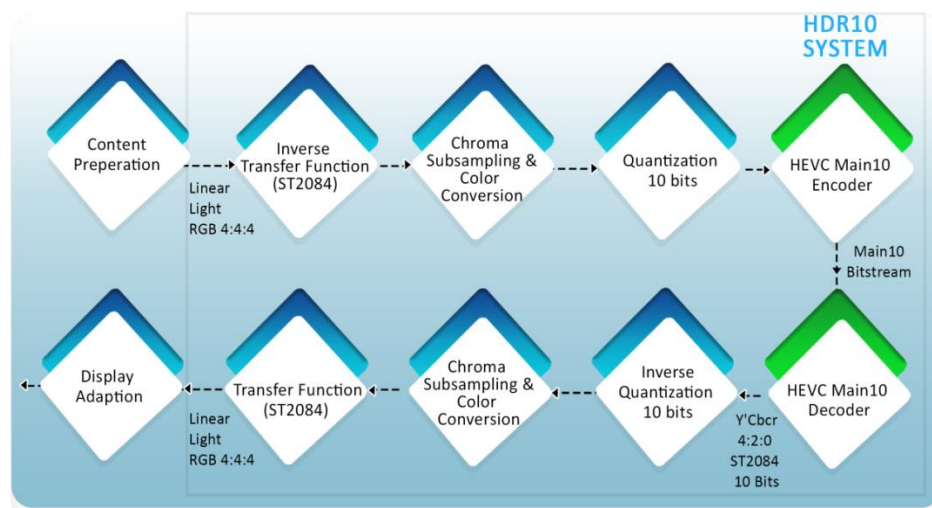 HDR10
SYSTEM
Content
Preperation
Linear
Light
RGB 4:4:4
Inverse
Transfer Function
(ST2084)
Chroma
Subsampling &
Color
Conversion
Quantization
10 bits
HEVC Main10
Encoder
Main10
Bitstream
HEVC Main10
Decoder
Y'Cbcr
4:2:0
ST2084
10 Bits
Inverse
Quantization
10 bits
Chroma
Subsampling &
Color
Conversion
Transfer Function
(ST2084)
Linear
Light
RGB 4:4:4
Display
Adaption